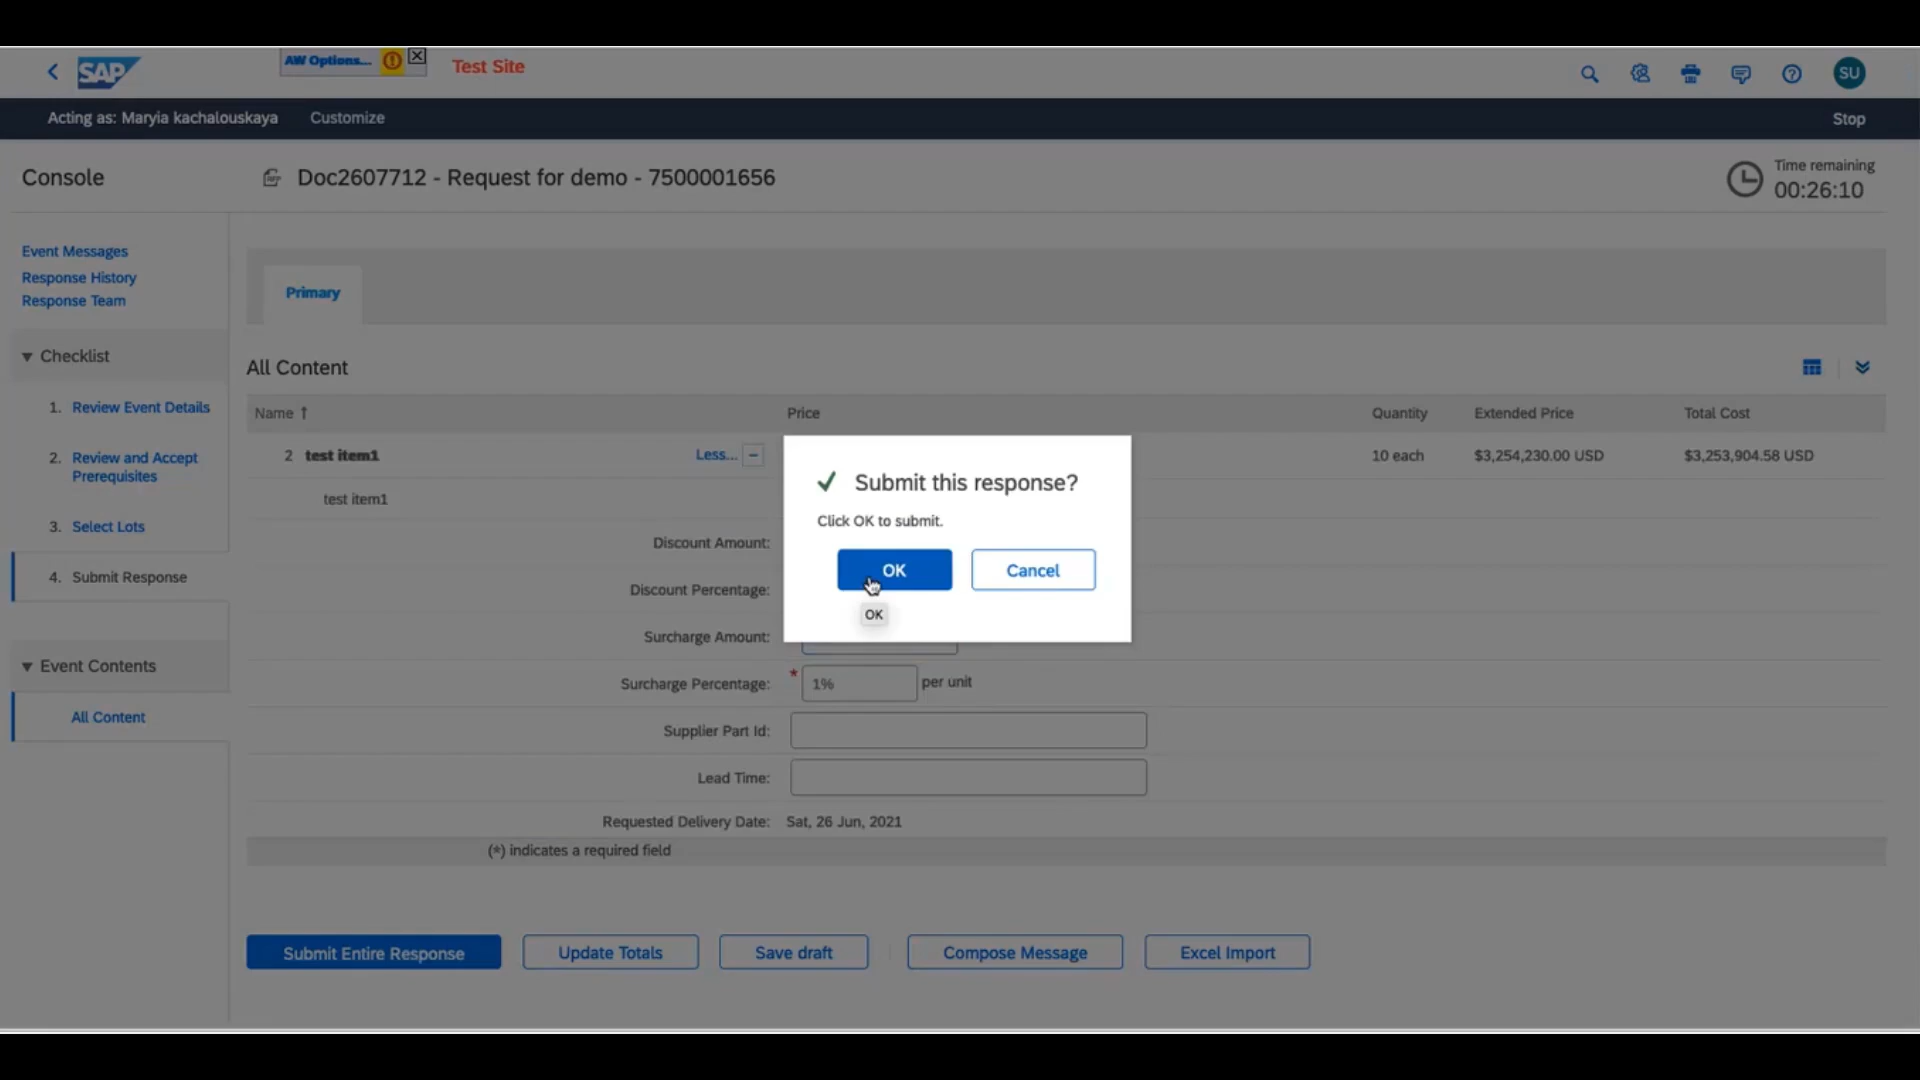 SAP
AW Options...
Test Site
SU
Acting as: Maryia kachalouskaya
Customize
Stop
Console
Doc2607712 - Request for demo - 7500001656
Time remaining
00:26:10
Event Messages
Response History
Response Team
▼ Checklist
1. Review Event Details
2. Review and Accept
Prerequisites
3. Select Lots
4. Submit Response
▼ Event Contents
All Content
Primary
All Content
Name ↑
Price
Quantity
Extended Price
Total Cost
2 test item1
Less...
10 each
$3,254,230.00 USD
$3,253,904.58 USD
test item1
Discount Amount:
Discount Percentage:
Surcharge Amount:
Surcharge Percentage:
* 1% per unit
Supplier Part Id:
Lead Time:
Requested Delivery Date: Sat, 26 Jun, 2021
(*) indicates a required field
Submit this response?
Click OK to submit.
OK
Cancel
OK
Submit Entire Response
Update Totals
Save draft
Compose Message
Excel Import